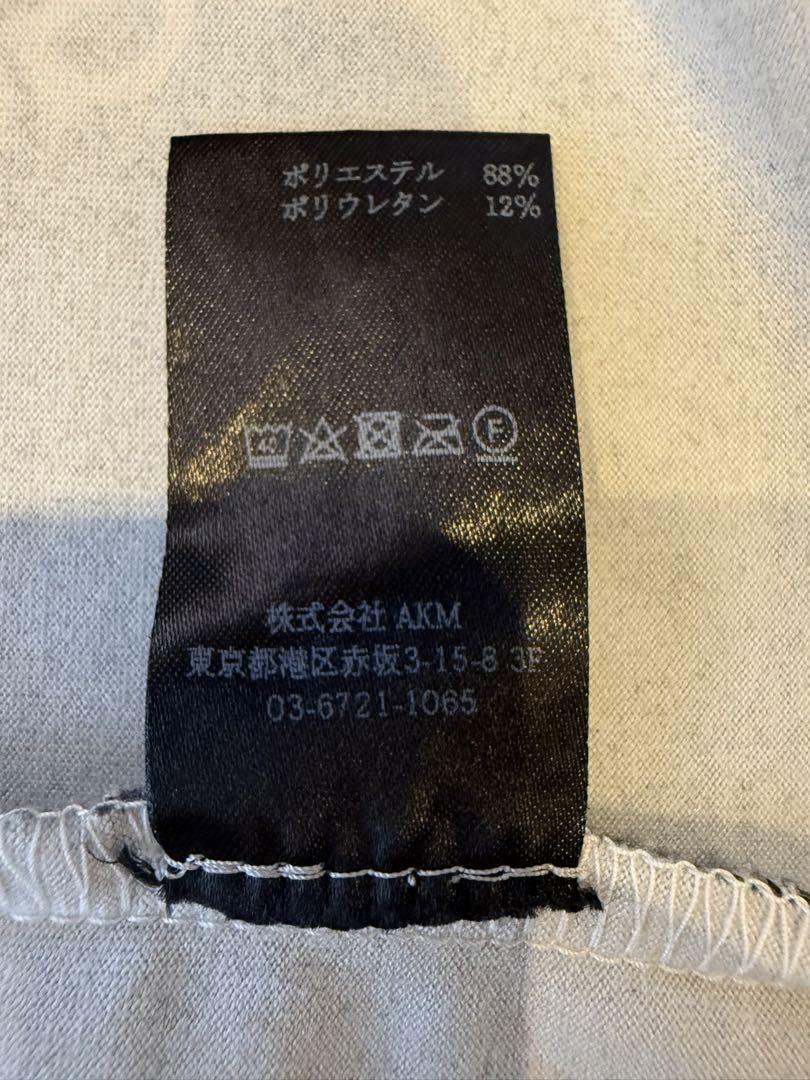 ポリエステル 88%
ポリウレタン 12%
40
F
株式会社 AKM
東京都港区赤坂3-15-8 3F
03-6721-1065